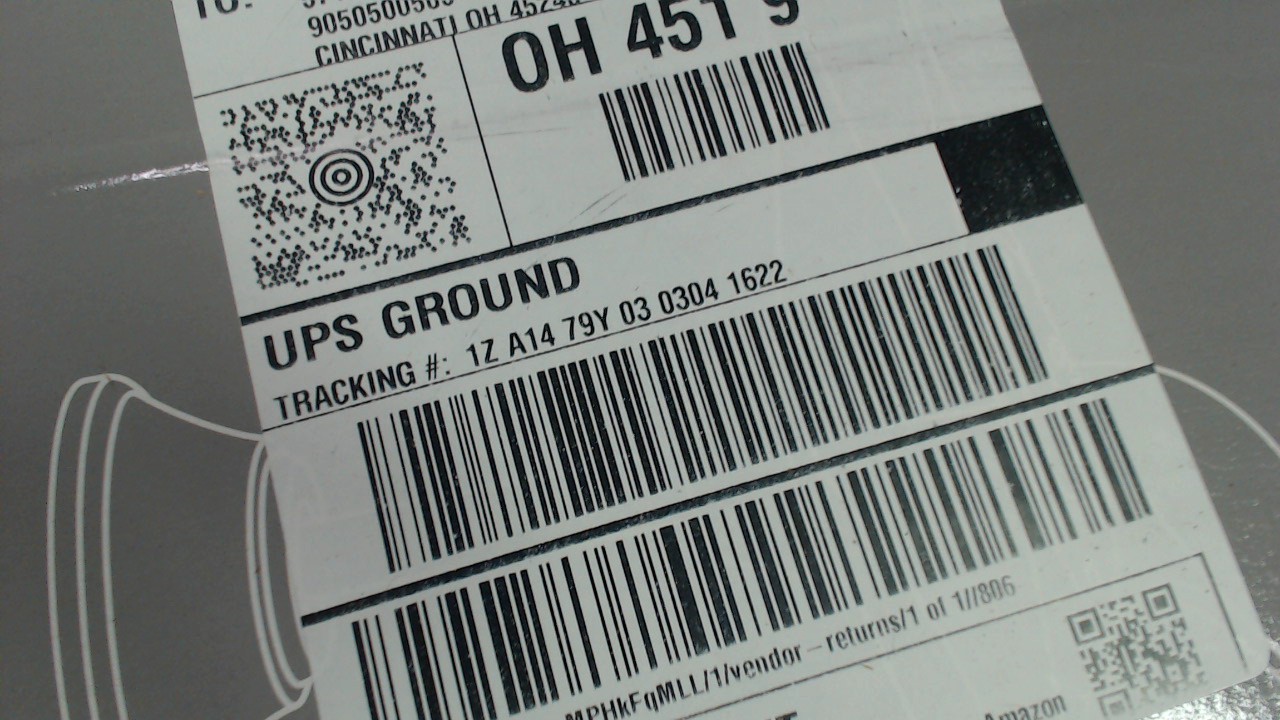 TO:
CINCINNATI OH
OH 451 9
UPS GROUND
TRACKING #: 1Z A14 79Y 03 0304 1622
MPHkFqMLL/1/vendor-returns/1 of 1//806
Amazon